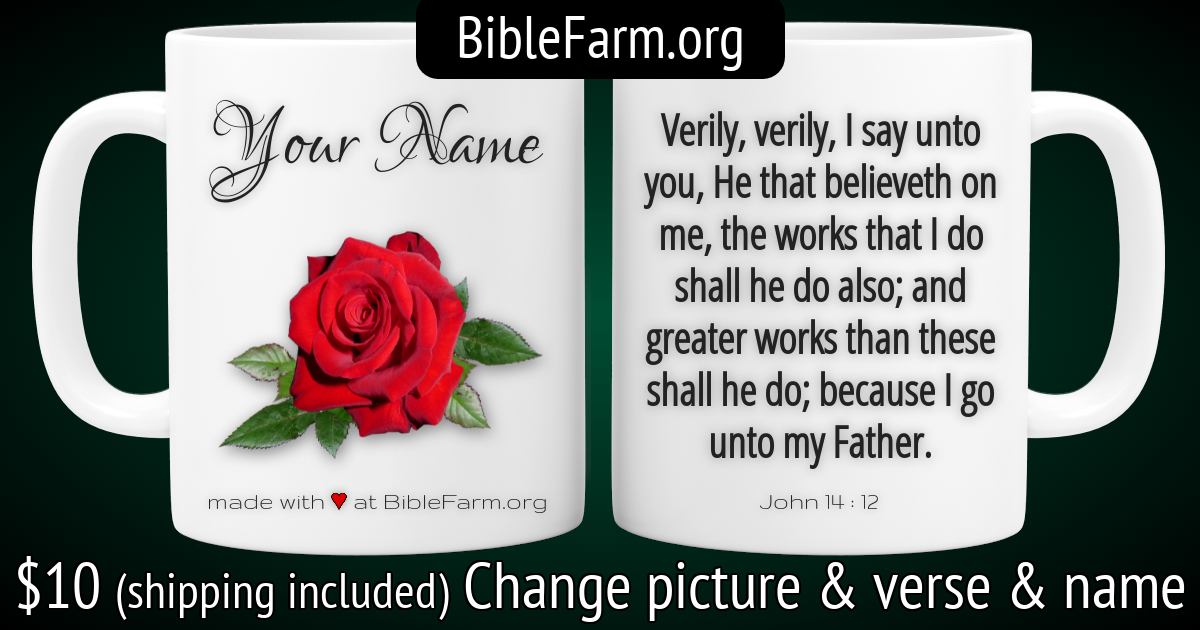 BibleFarm.org
Your Name
made with ♥ at BibleFarm.org
Verily, verily, I say unto
you, He that believeth on
me, the works that I do
shall he do also; and
greater works than these
shall he do; because I go
unto my Father.
John 14 : 12
$10 (shipping included) Change picture & verse & name